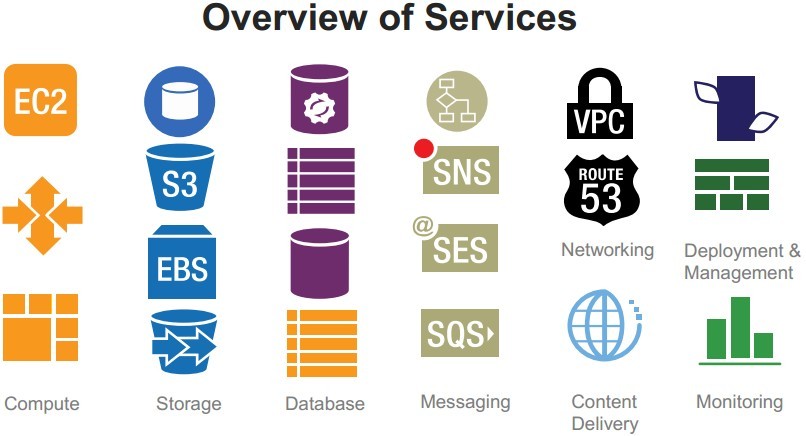 Overview of Services
EC2
S3
EBS
SNS
@
SES
SQS
VPC
ROUTE
53
Networking
Deployment &
Management
Compute
Storage
Database
Messaging
Content
Delivery
Monitoring